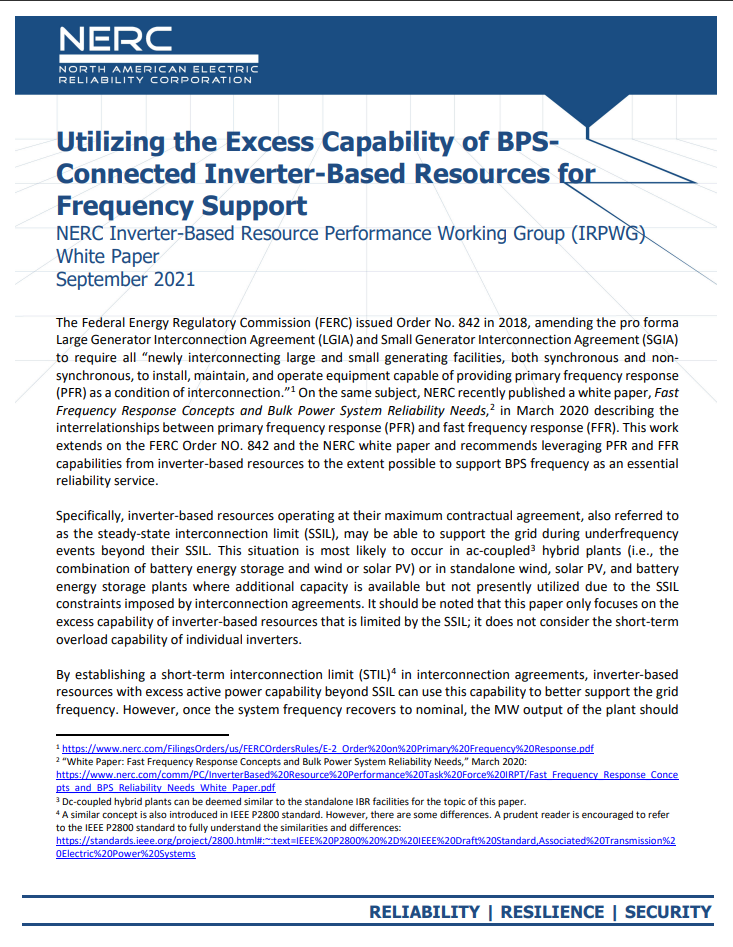 NERC
NORTH AMERICAN ELECTRIC
RELIABILITY CORPORATION
Utilizing the Excess Capability of BPS-
Connected Inverter-Based Resources for
Frequency Support
NERC Inverter-Based Resource Performance Working Group (IRPWG)
White Paper
September 2021
The Federal Energy Regulatory Commission (FERC) issued Order No. 842 in 2018, amending the pro forma
Large Generator Interconnection Agreement (LGIA) and Small Generator Interconnection Agreement (SGIA)
to require all “newly interconnecting large and small generating facilities, both synchronous and non-
synchronous, to install, maintain, and operate equipment capable of providing primary frequency response
(PFR) as a condition of interconnection.”1 On the same subject, NERC recently published a white paper, Fast
Frequency Response Concepts and Bulk Power System Reliability Needs,2 in March 2020 describing the
interrelationships between primary frequency response (PFR) and fast frequency response (FFR). This work
extends on the FERC Order NO. 842 and the NERC white paper and recommends leveraging PFR and FFR
capabilities from inverter-based resources to the extent possible to support BPS frequency as an essential
reliability service.
Specifically, inverter-based resources operating at their maximum contractual agreement, also referred to
as the steady-state interconnection limit (SSIL), may be able to support the grid during underfrequency
events beyond their SSIL. This situation is most likely to occur in ac-coupled3 hybrid plants (i.e., the
combination of battery energy storage and wind or solar PV) or in standalone wind, solar PV, and battery
energy storage plants where additional capacity is available but not presently utilized due to the SSIL
constraints imposed by interconnection agreements. It should be noted that this paper only focuses on the
excess capability of inverter-based resources that is limited by the SSIL; it does not consider the short-term
overload capability of individual inverters.
By establishing a short-term interconnection limit (STIL)4 in interconnection agreements, inverter-based
resources with excess active power capability beyond SSIL can use this capability to better support the grid
frequency. However, once the system frequency recovers to nominal, the MW output of the plant should
1 https://www.nerc.com/FilingsOrders/us/FERCOrdersRules/E-2_Order%20on%20Primary%20Frequency%20Response.pdf
2 “White Paper: Fast Frequency Response Concepts and Bulk Power System Reliability Needs,” March 2020:
https://www.nerc.com/comm/PC/InverterBased%20Resource%20Performance%20Task%20Force%20IRPT/Fast_Frequency_Response_Conce
pts_and_BPS_Reliability_Needs_White_Paper.pdf
3 Dc-coupled hybrid plants can be deemed similar to the standalone IBR facilities for the topic of this paper.
4 A similar concept is also introduced in IEEE P2800 standard. However, there are some differences. A prudent reader is encouraged to refer
to the IEEE P2800 standard to fully understand the similarities and differences:
https://standards.ieee.org/project/2800.html#:~:text=IEEE%20P2800%20%2D%20IEEE%20Draft%20Standard,Associated%20Transmission%2
0Electric%20Power%20Systems
RELIABILITY | RESILIENCE | SECURITY